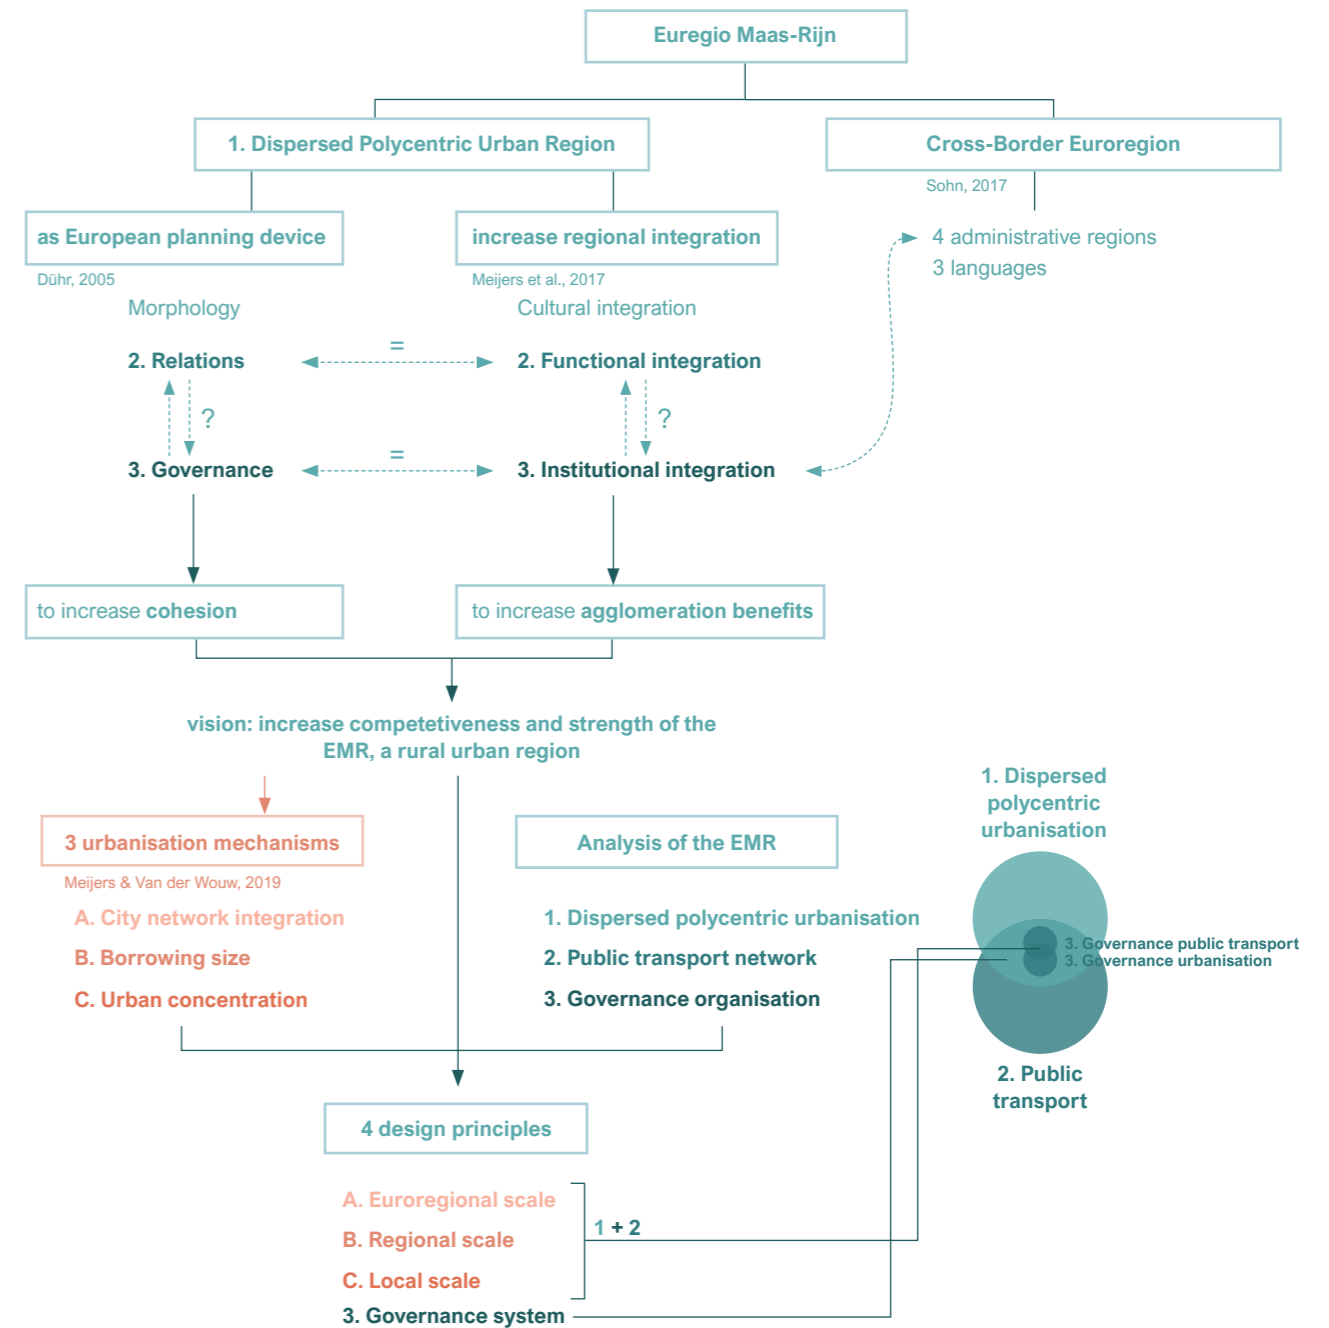 Euregio Maas-Rijn
1. Dispersed Polycentric Urban Region
Cross-Border Euroregion
Sohn, 2017
as European planning device
increase regional integration
4 administrative regions
3 languages
Dühr, 2005
Meijers et al., 2017
Morphology
Cultural integration
2. Relations
=
2. Functional integration
?
?
3. Governance
=
3. Institutional integration
to increase cohesion
to increase agglomeration benefits
vision: increase competetiveness and strength of the
EMR, a rural urban region
3 urbanisation mechanisms
Meijers & Van der Wouw, 2019
A. City network integration
B. Borrowing size
C. Urban concentration
Analysis of the EMR
1. Dispersed polycentric urbanisation
2. Public transport network
3. Governance organisation
1. Dispersed
polycentric
urbanisation
3. Governance public transport
3. Governance urbanisation
2. Public
transport
4 design principles
A. Euroregional scale
B. Regional scale
C. Local scale
1 + 2
3. Governance system